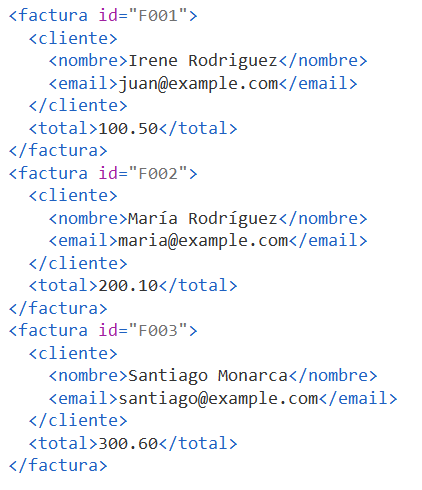 <factura id="F001">
  <cliente>
    <nombre>Irene Rodriguez</nombre>
    <email>juan@example.com</email>
  </cliente>
  <total>100.50</total>
</factura>
<factura id="F002">
  <cliente>
    <nombre>María Rodríguez</nombre>
    <email>maria@example.com</email>
  </cliente>
  <total>200.10</total>
</factura>
<factura id="F003">
  <cliente>
    <nombre>Santiago Monarca</nombre>
    <email>santiago@example.com</email>
  </cliente>
  <total>300.60</total>
</factura>